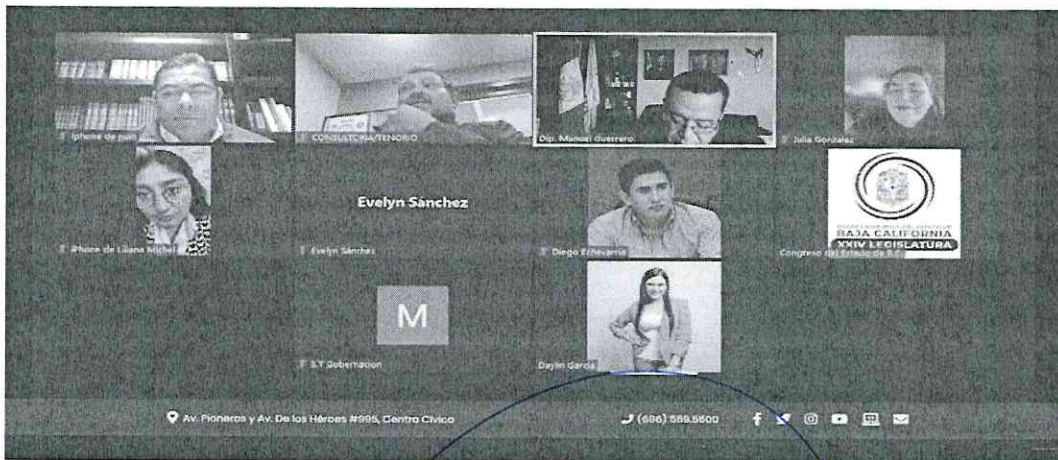 Iphone de juan
CONSULTORIA/TENORIO
Dip. Manuel Guerrero
Julia Gonzalez
iPhone de Liliana Michel
Evelyn Sánchez
Evelyn Sánchez
Diego Echevarria
BAJA CALIFORNIA
XXIV LEGISLATURA
Congreso del Estado de B.C.
M
S.T Gobernacion
Daylin Garcia
Av. Pioneros y Av. De los Héroes #995, Centro Cívico
(686) 559.5600